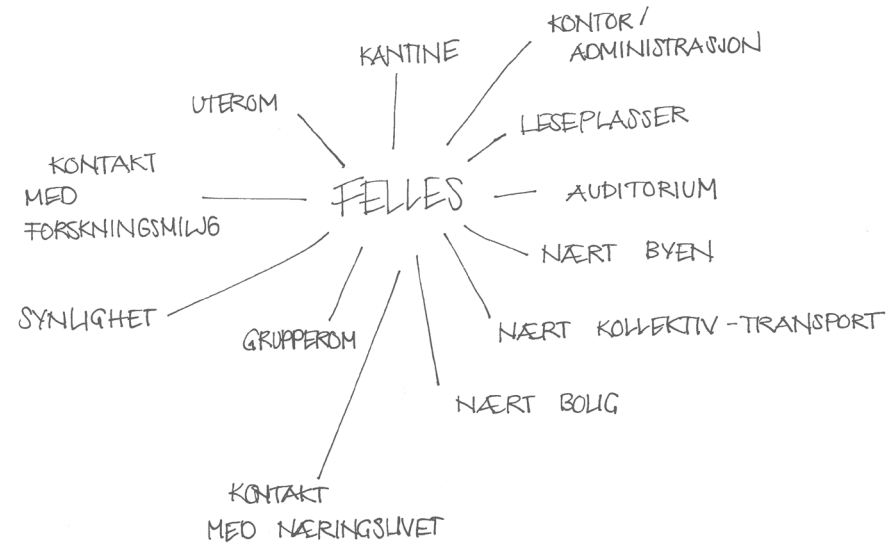 KONTOR/
ADMINISTRASJON
KANTINE
UTEROM
LESEPLASSER
KONTAKT
MED
FORSKNINGSMILJØ
FELLES
AUDITORIUM
NÆRT BYEN
SYNLIGHET
GRUPPEROM
NÆRT KOLLEKTIV-TRANSPORT
NÆRT BOLIG
KONTAKT
MED NÆRINGSLIVET